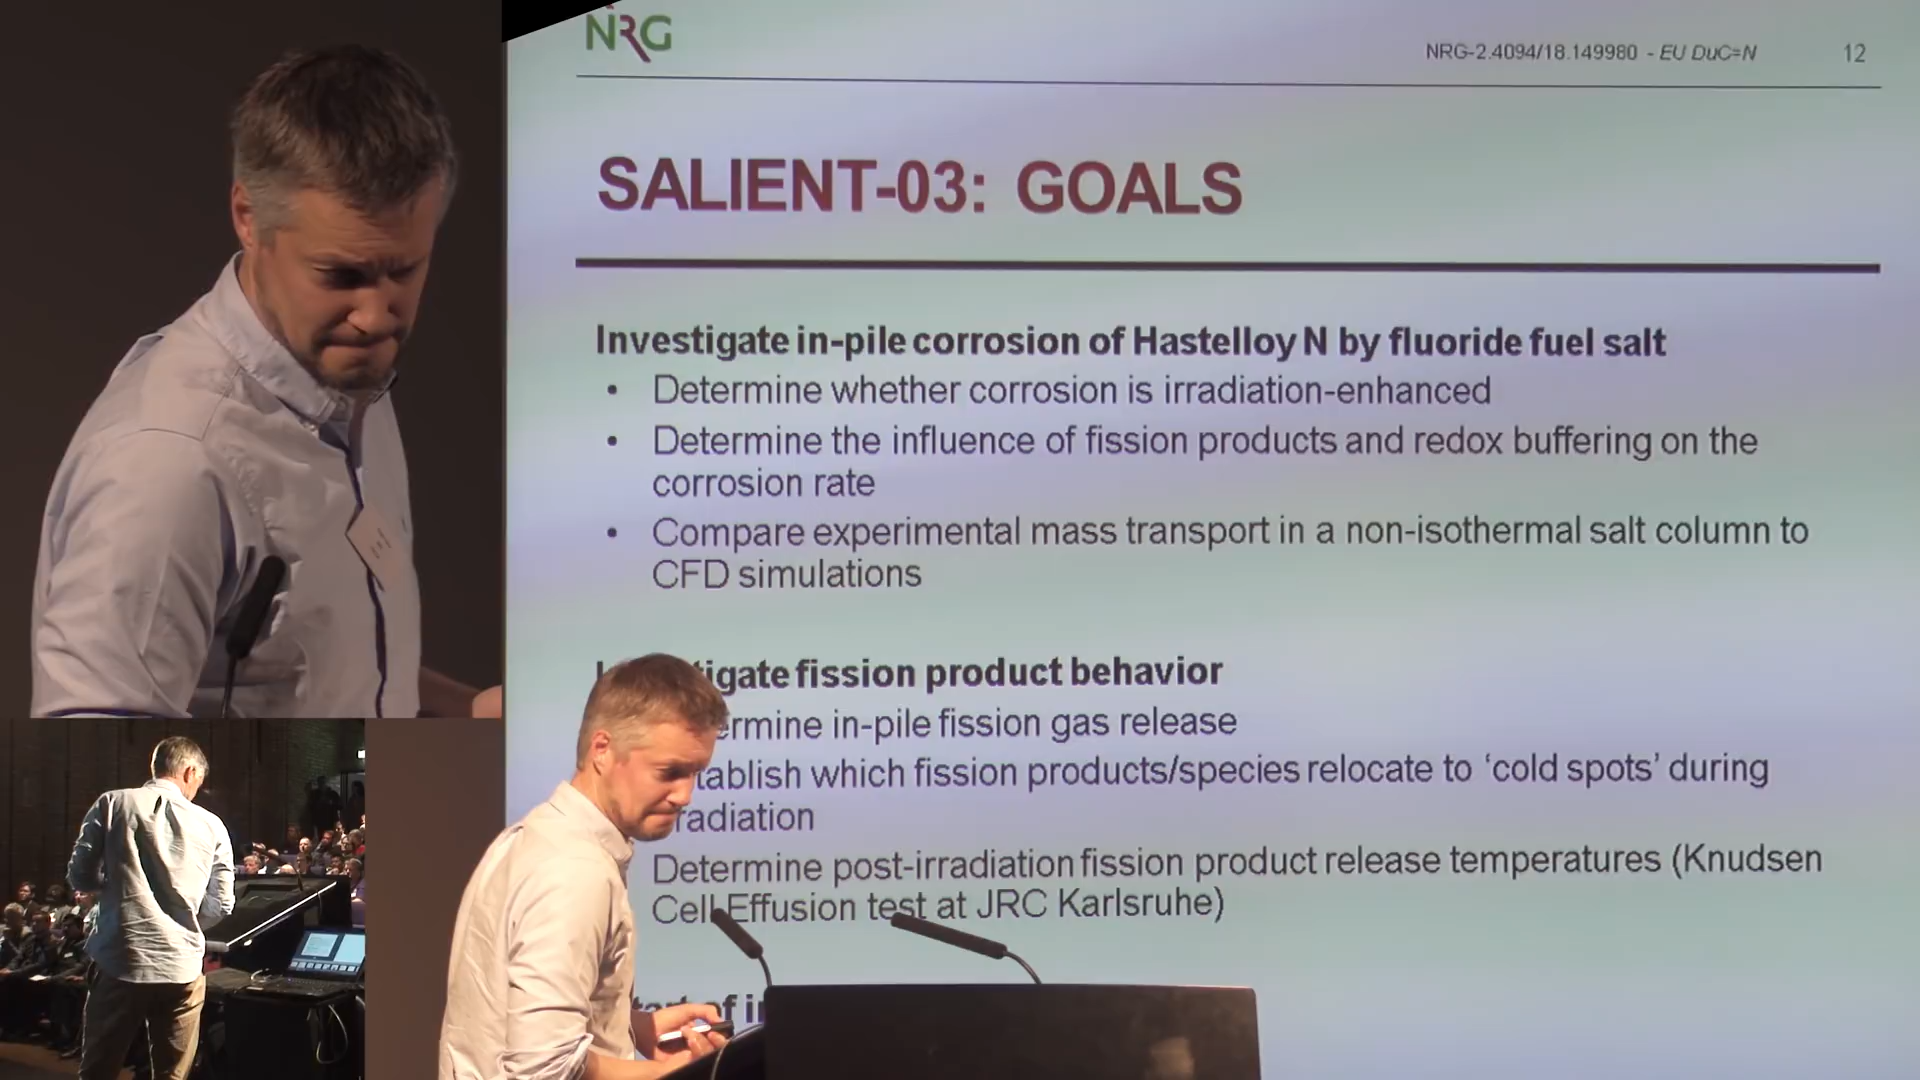 NRG
NRG-2.4094/18.149980 - EU DuC=N 12
SALIENT-03: GOALS
Investigate in-pile corrosion of Hastelloy N by fluoride fuel salt
• Determine whether corrosion is irradiation-enhanced
• Determine the influence of fission products and redox buffering on the
corrosion rate
• Compare experimental mass transport in a non-isothermal salt column to
CFD simulations
fission product behavior
in-pile fission gas release
which fission products/species relocate to ‘cold spots’ during
Determine post-irradiation fission product release temperatures (Knudsen
Cell Effusion test at JRC Karlsruhe)